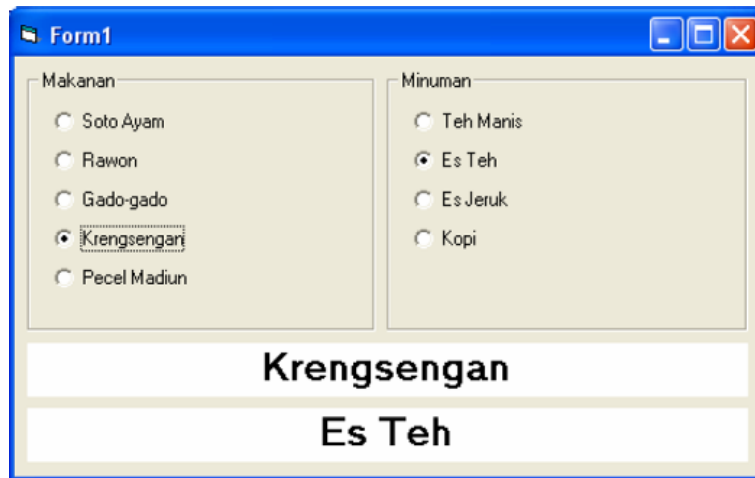 Form1
Makanan
Soto Ayam
Rawon
Gado-gado
Krengsengan
Pecel Madiun
Minuman
Teh Manis
Es Teh
Es Jeruk
Kopi
Krengsengan
Es Teh